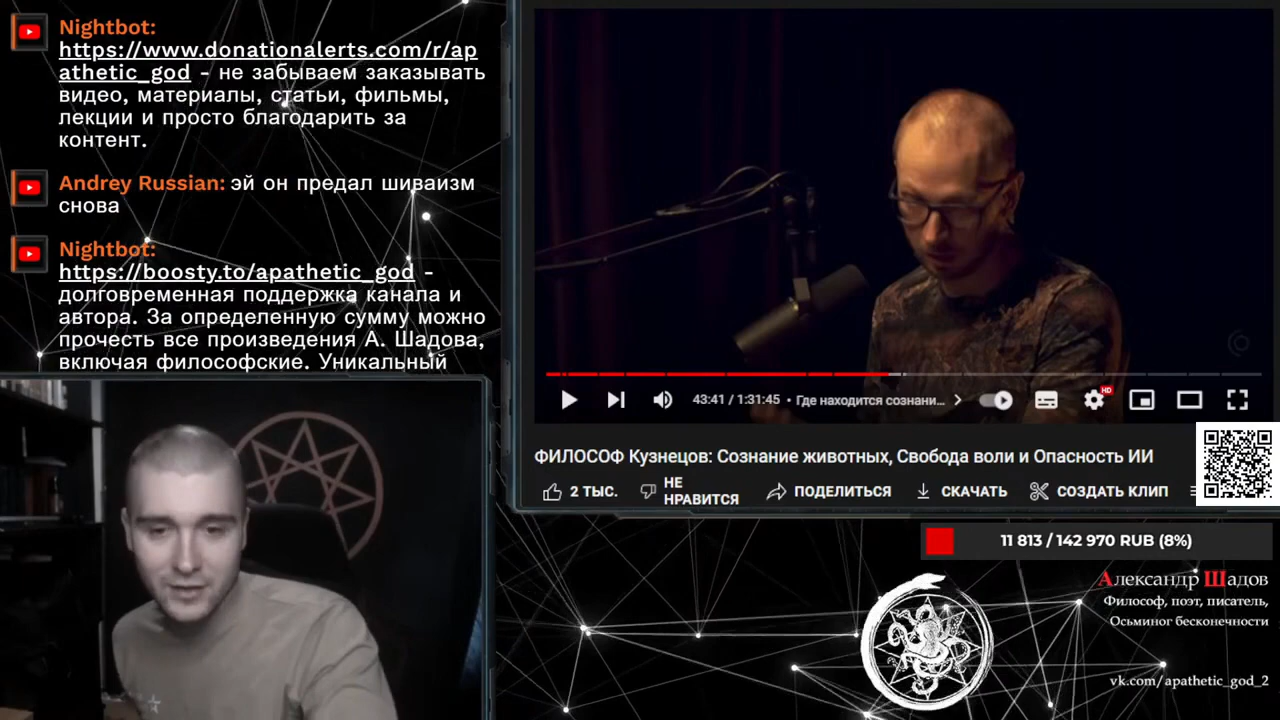 Nightbot:
https://www.donationalerts.com/r/ap
athetic_god - не забываем заказывать
видео, материалы, статьи, фильмы,
лекции и просто благодарить за
контент.
Andrey Russian: эй он предал шиваизм
снова
Nightbot:
https://boosty.to/apathetic_god -
долговременная поддержка канала и
автора. За определенную сумму можно
прочесть все произведения А. Шадова,
включая философские. Уникальный
43:41 / 1:31:45 • Где находится сознани...
HD
ФИЛОСОФ Кузнецов: Сознание животных, Свобода воли и Опасность ИИ
2 ТЫС.
НЕ
НРАВИТСЯ
ПОДЕЛИТЬСЯ
СКАЧАТЬ
СОЗДАТЬ КЛИП
11 813 / 142 970 RUB (8%)
Александр Шадов
Философ, поэт, писатель,
Осьминог бесконечности
vk.com/apathetic_god_2